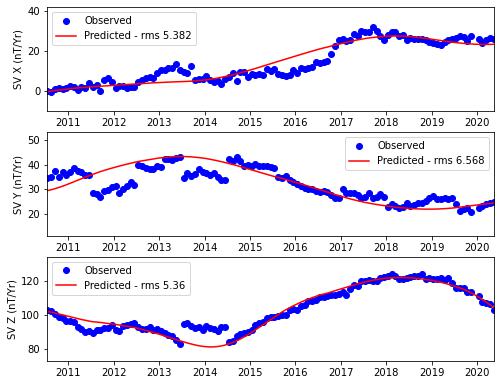 SV X (nT/Yr)
40
20
0
Observed
Predicted - rms 5.382
2011 2012 2013 2014 2015 2016 2017 2018 2019 2020
SV Y (nT/Yr)
50
40
30
20
Observed
Predicted - rms 6.568
2011 2012 2013 2014 2015 2016 2017 2018 2019 2020
SV Z (nT/Yr)
120
100
80
Observed
Predicted - rms 5.36
2011 2012 2013 2014 2015 2016 2017 2018 2019 2020